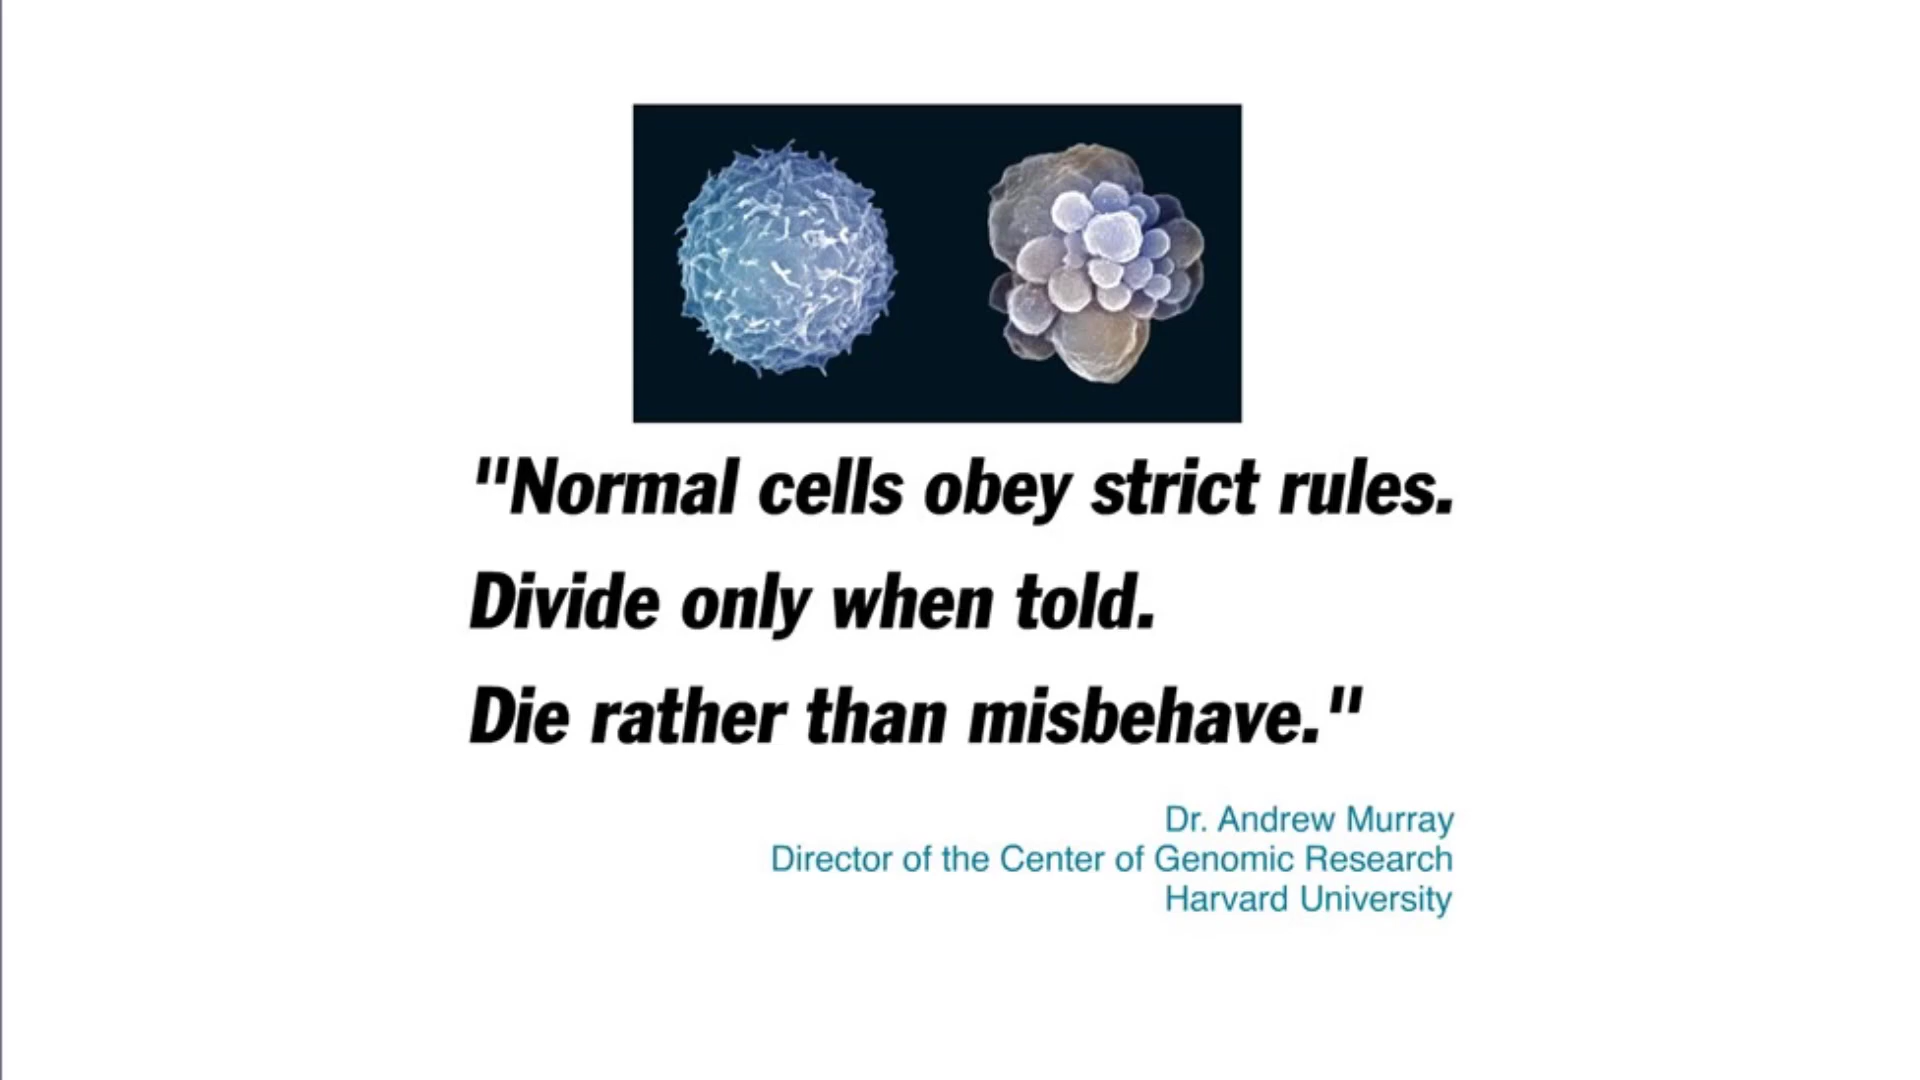 "Normal cells obey strict rules.
Divide only when told.
Die rather than misbehave."
Dr. Andrew Murray
Director of the Center of Genomic Research
Harvard University